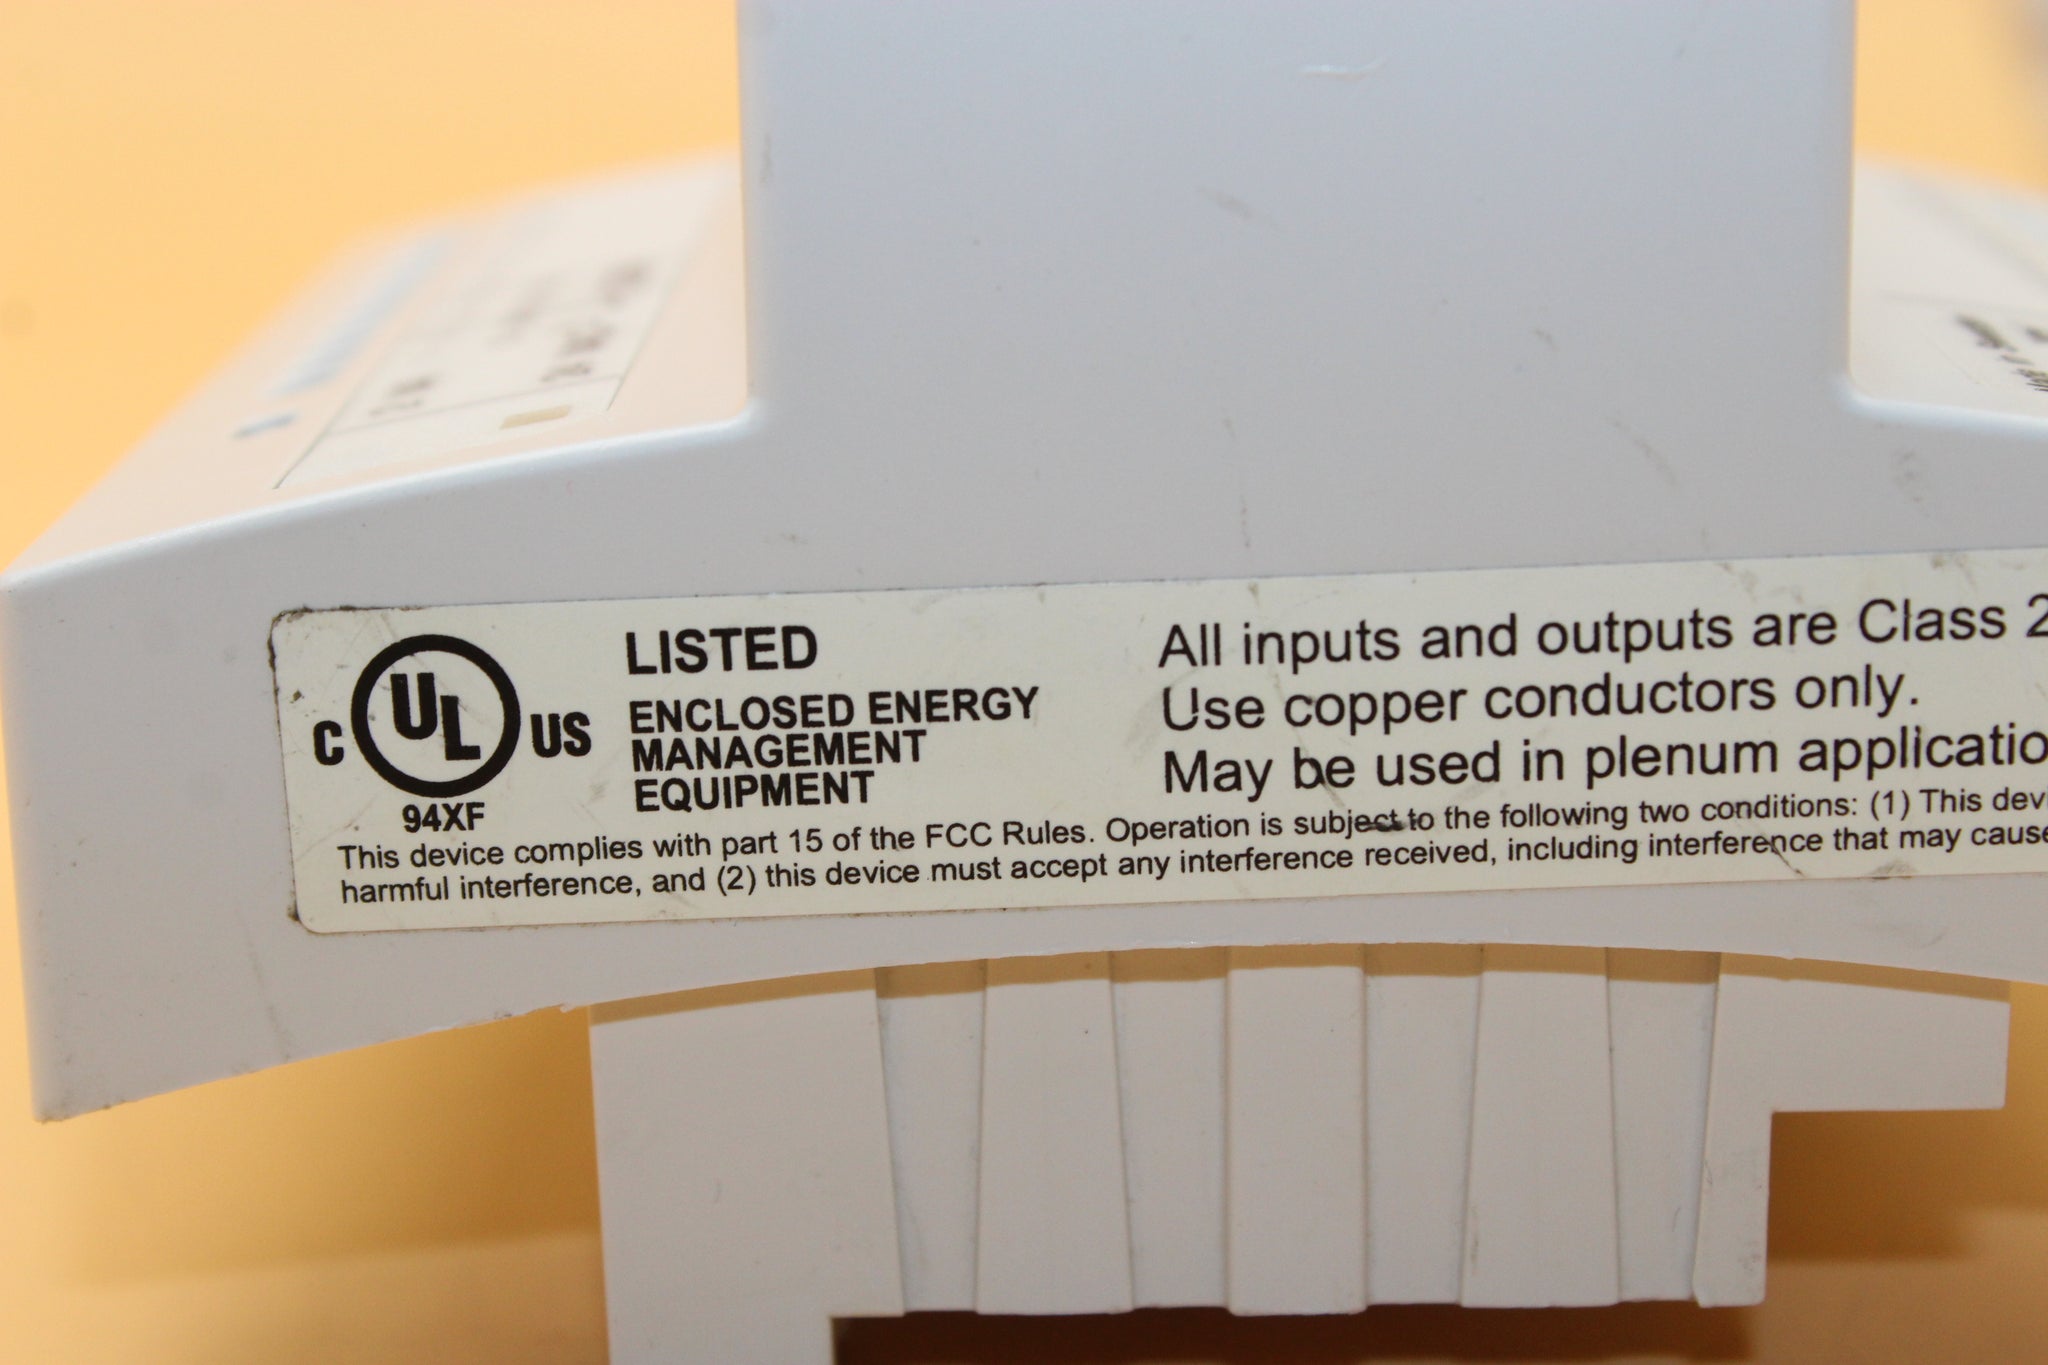 C UL US
94XF
LISTED
ENCLOSED ENERGY
MANAGEMENT
EQUIPMENT
All inputs and outputs are Class 2
Use copper conductors only.
May be used in plenum applicatio
This device complies with part 15 of the FCC Rules. Operation is subject to the following two conditions: (1) This devi
harmful interference, and (2) this device must accept any interference received, including interference that may cause